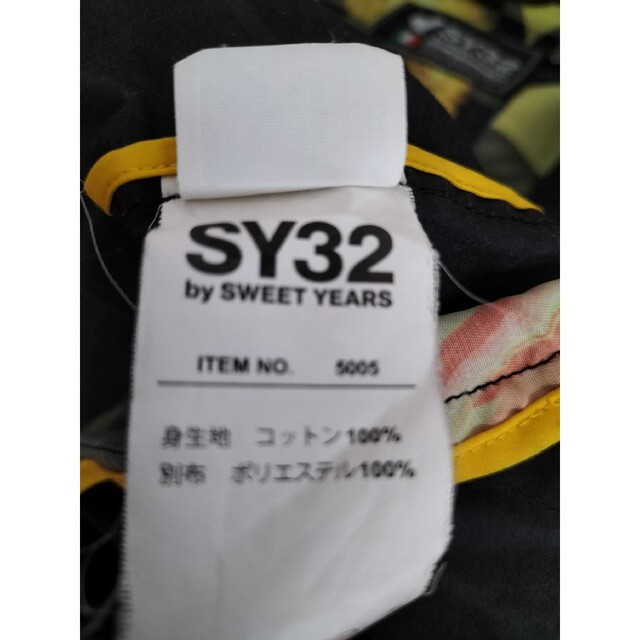 SY32
SY32
by SWEET YEARS
ITEM NO. 5005
身生地 コットン100%
別布 ポリエステル100%